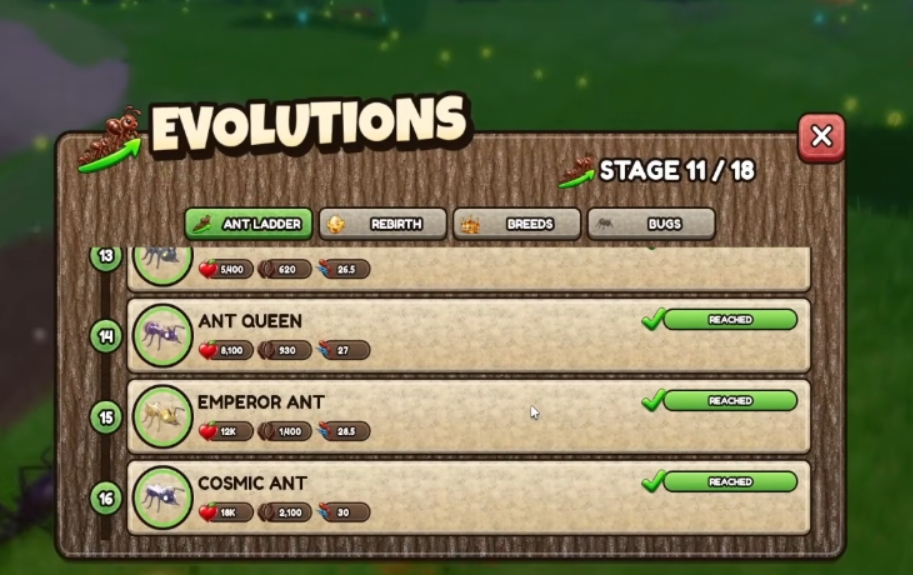 EVOLUTIONS
STAGE 11 / 18
ANT LADDER REBIRTH BREEDS BUGS
13
5,400 620 26.5
14 ANT QUEEN REACHED
8,100 930 27
15 EMPEROR ANT REACHED
12K 1,400 28.5
16 COSMIC ANT REACHED
18K 2,100 30